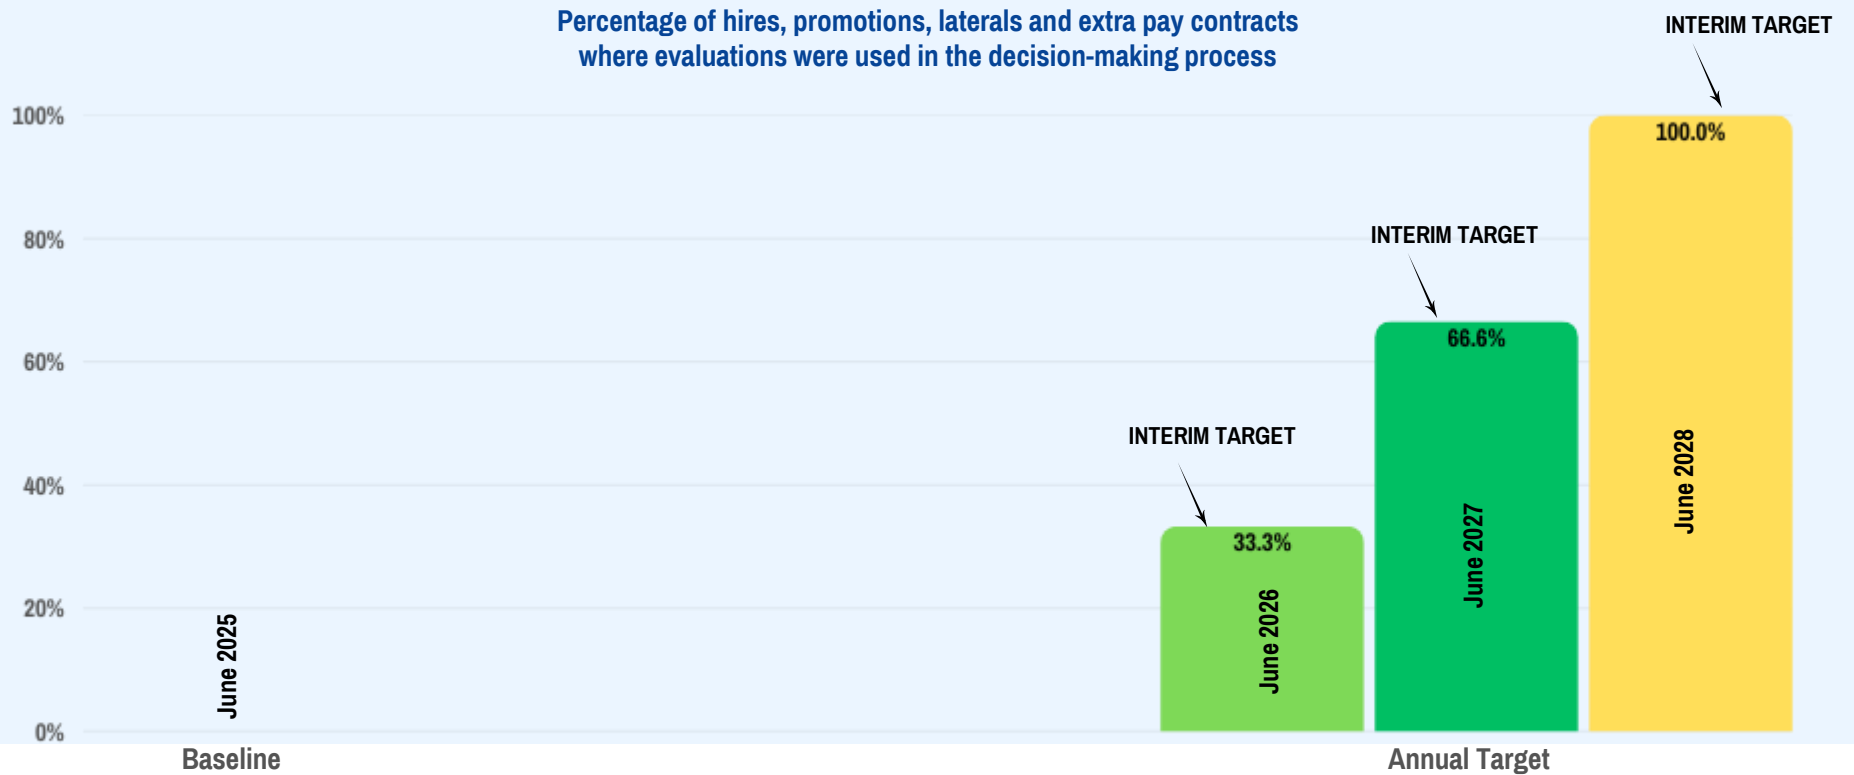 Percentage of hires, promotions, laterals and extra pay contracts
where evaluations were used in the decision-making process
INTERIM TARGET
100%
100.0%
80%
INTERIM TARGET
66.6%
60%
INTERIM TARGET
40%
33.3%
20%
0%
June 2025
June 2026
June 2027
June 2028
Baseline
Annual Target